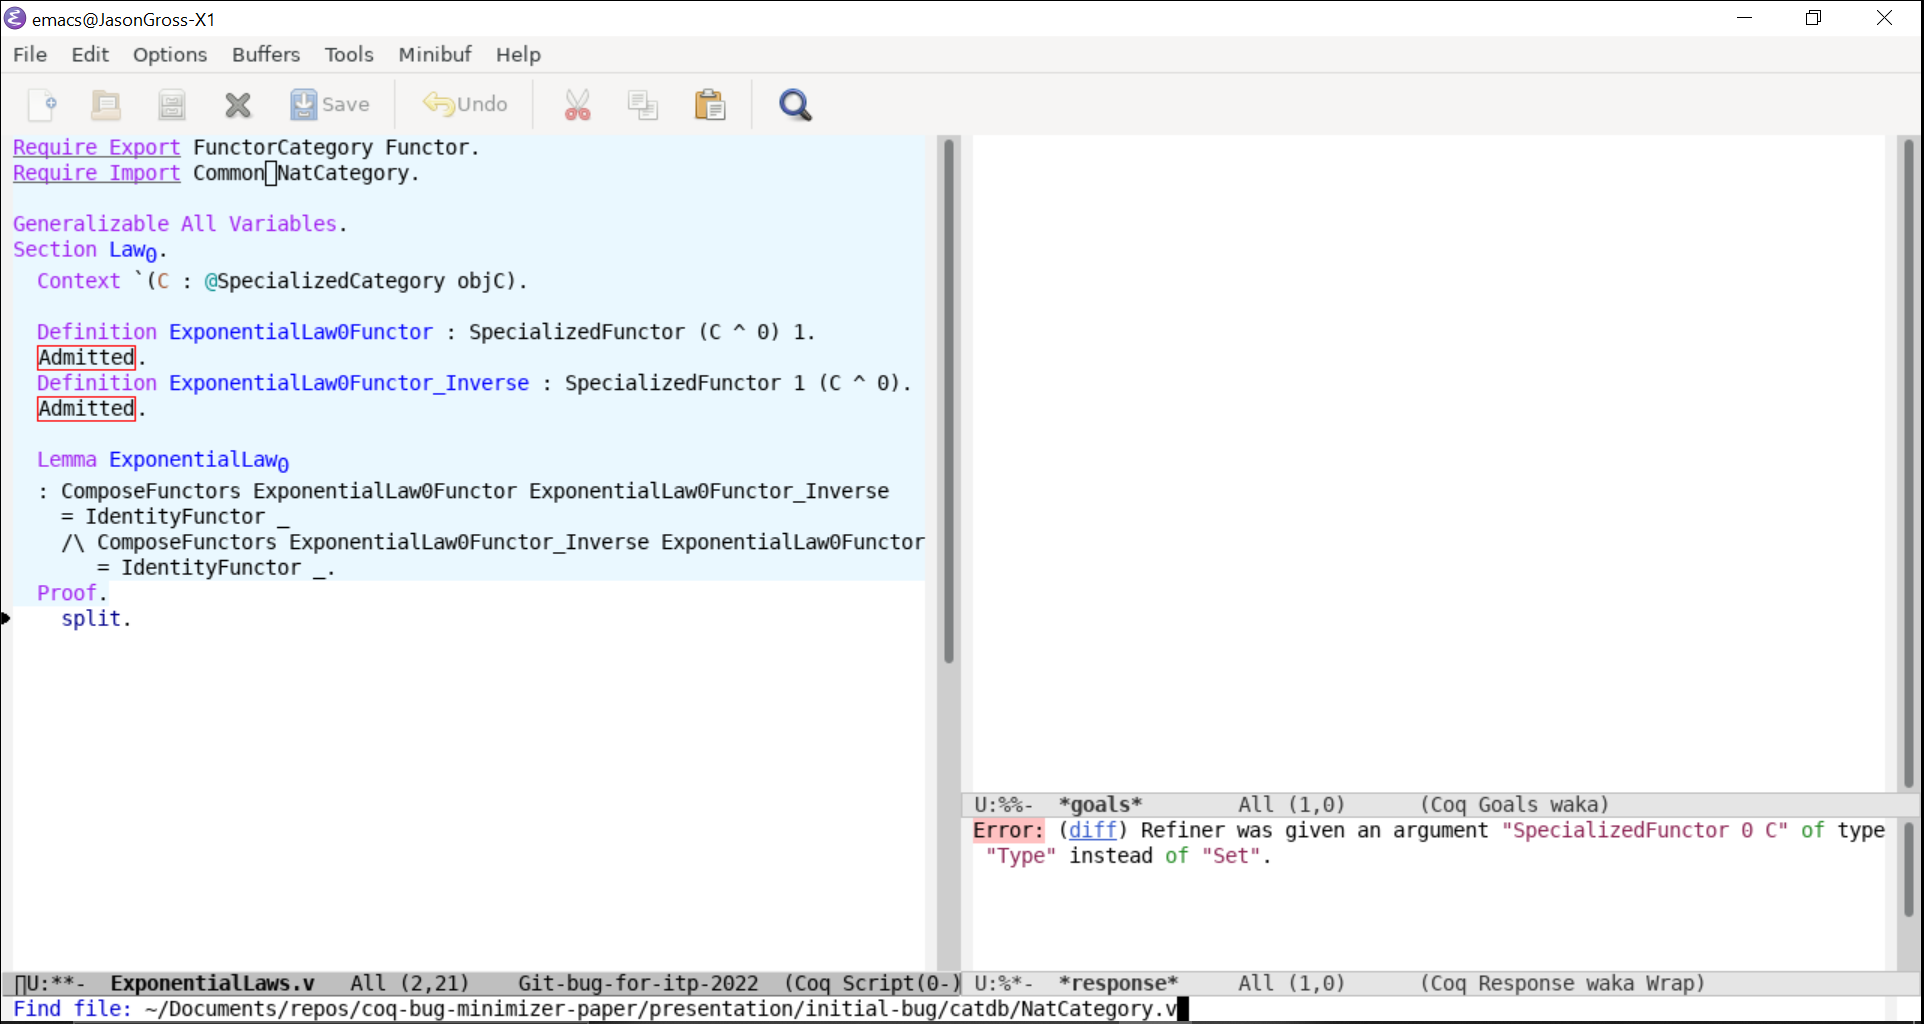 emacs@JasonGross-X1
File Edit Options Buffers Tools Minibuf Help
Save Undo
Require Export FunctorCategory Functor.
Require Import Common NatCategory.
Generalizable All Variables.
Section Law₀.
Context `(C : @SpecializedCategory objC).
Definition ExponentialLaw0Functor : SpecializedFunctor (C ^ 0) 1.
Admitted.
Definition ExponentialLaw0Functor_Inverse : SpecializedFunctor 1 (C ^ 0).
Admitted.
Lemma ExponentialLaw₀
: ComposeFunctors ExponentialLaw0Functor ExponentialLaw0Functor_Inverse
= IdentityFunctor _
/\ ComposeFunctors ExponentialLaw0Functor_Inverse ExponentialLaw0Functor
= IdentityFunctor _.
Proof.
split.
U:**- ExponentialLaws.v All (2,21) Git-bug-for-itp-2022 (Coq Script(0-)
U:%%- *goals* All (1,0) (Coq Goals waka)
Error: (diff) Refiner was given an argument "SpecializedFunctor 0 C" of type
"Type" instead of "Set".
U:%*- *response* All (1,0) (Coq Response waka Wrap)
Find file: ~/Documents/repos/coq-bug-minimizer-paper/presentation/initial-bug/catdb/NatCategory.v